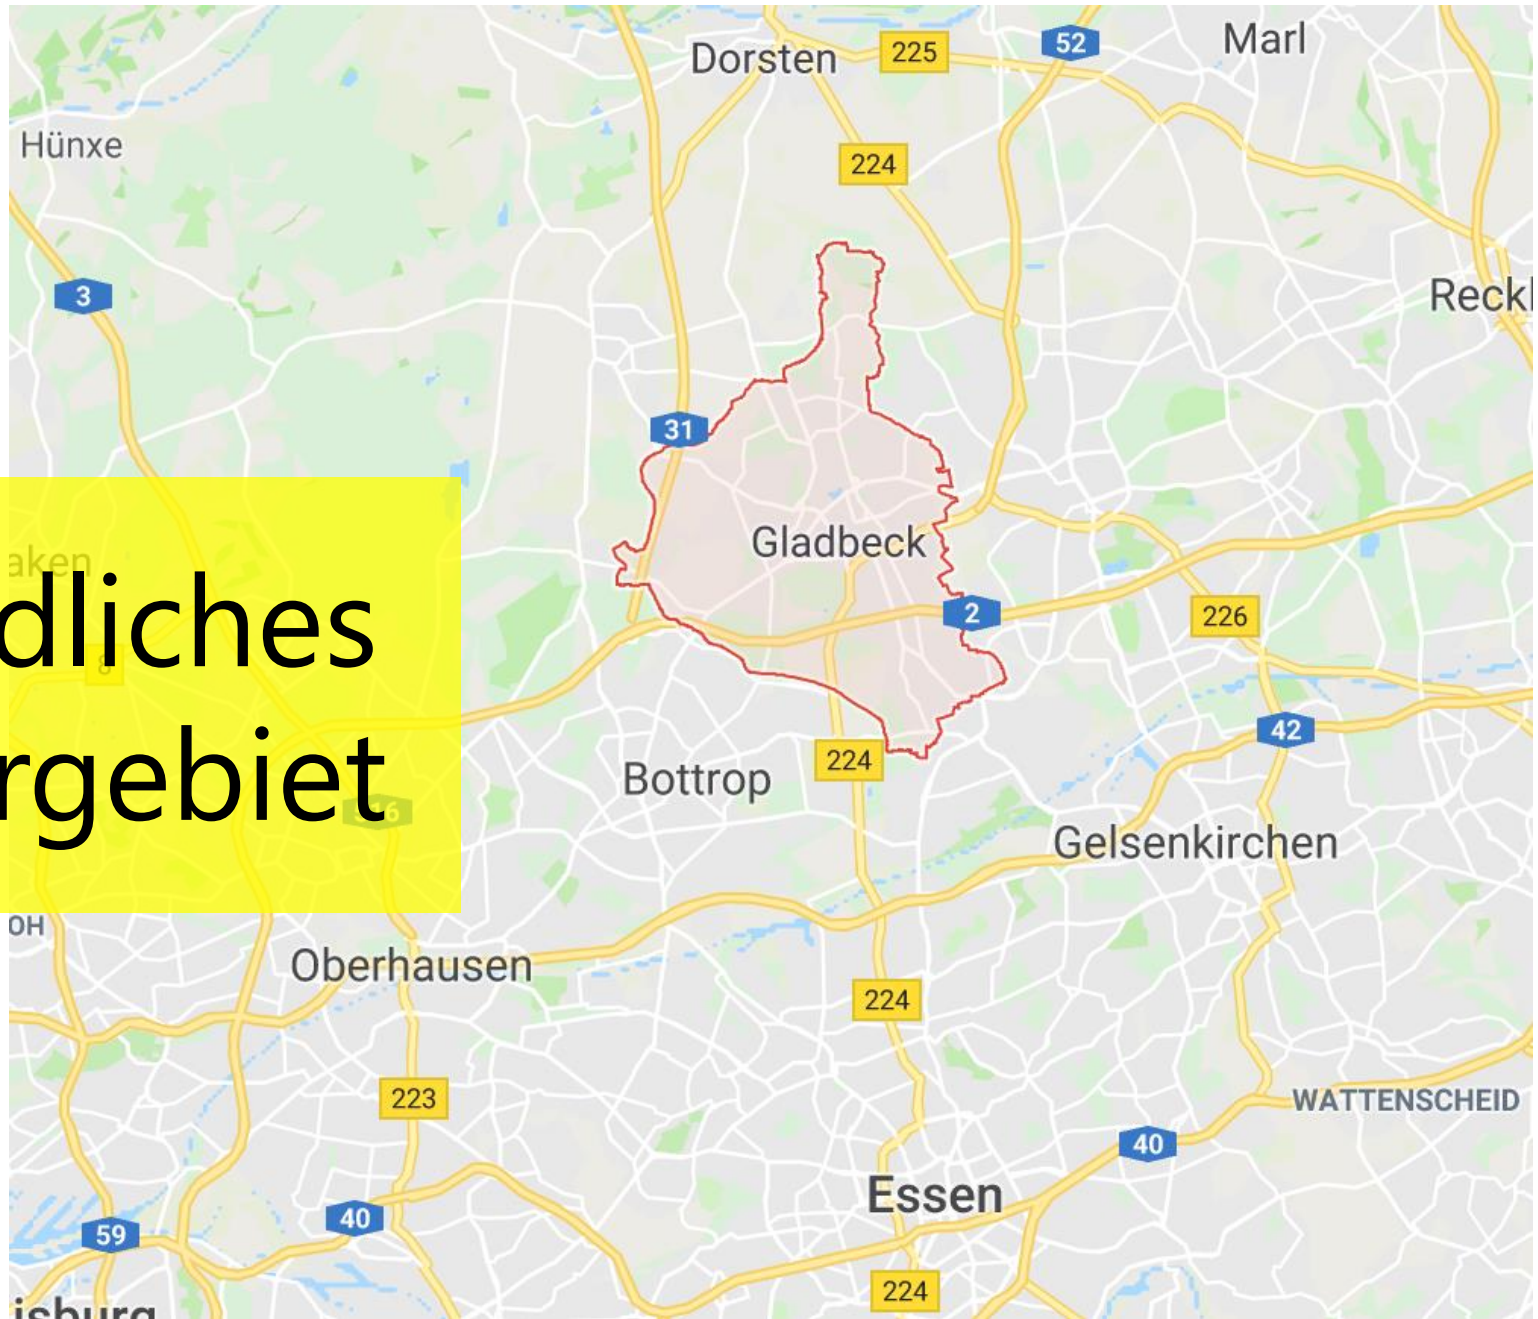 Dorsten
225
52
Marl
Hünxe
224
3
Reckl
31
Gladbeck
aken
dliches
2
226
8
rgebiet
42
224
Bottrop
Gelsenkirchen
OH
Oberhausen
224
223
WATTENSCHEID
40
Essen
40
59
224
isburg